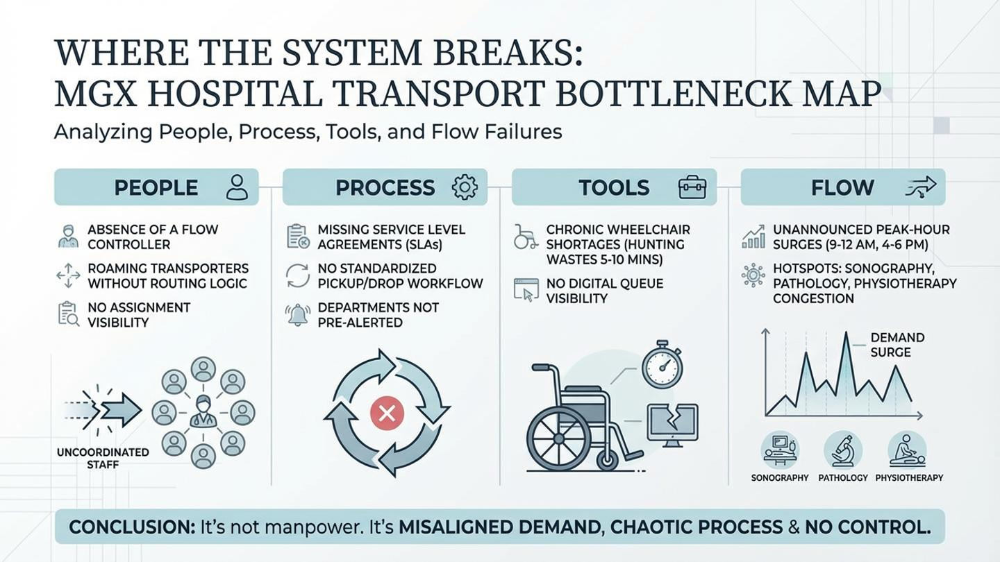 WHERE THE SYSTEM BREAKS:
MGX HOSPITAL TRANSPORT BOTTLENECK MAP
Analyzing People, Process, Tools, and Flow Failures
PEOPLE
ABSENCE OF A FLOW
CONTROLLER
ROAMING TRANSPORTERS
WITHOUT ROUTING LOGIC
NO ASSIGNMENT
VISIBILITY
UNCOORDINATED
STAFF
PROCESS
MISSING SERVICE LEVEL
AGREEMENTS (SLAs)
NO STANDARDIZED
PICKUP/DROP WORKFLOW
DEPARTMENTS NOT
PRE-ALERTED
TOOLS
CHRONIC WHEELCHAIR
SHORTAGES (HUNTING
WASTES 5-10 MINS)
NO DIGITAL QUEUE
VISIBILITY
FLOW
UNANNOUNCED PEAK-HOUR
SURGES (9-12 AM, 4-6 PM)
HOTSPOTS: SONOGRAPHY,
PATHOLOGY, PHYSIOTHERAPY
CONGESTION
DEMAND
SURGE
SONOGRAPHY
PATHOLOGY
PHYSIOTHERAPY
CONCLUSION: It's not manpower. It's MISALIGNED DEMAND, CHAOTIC PROCESS & NO CONTROL.